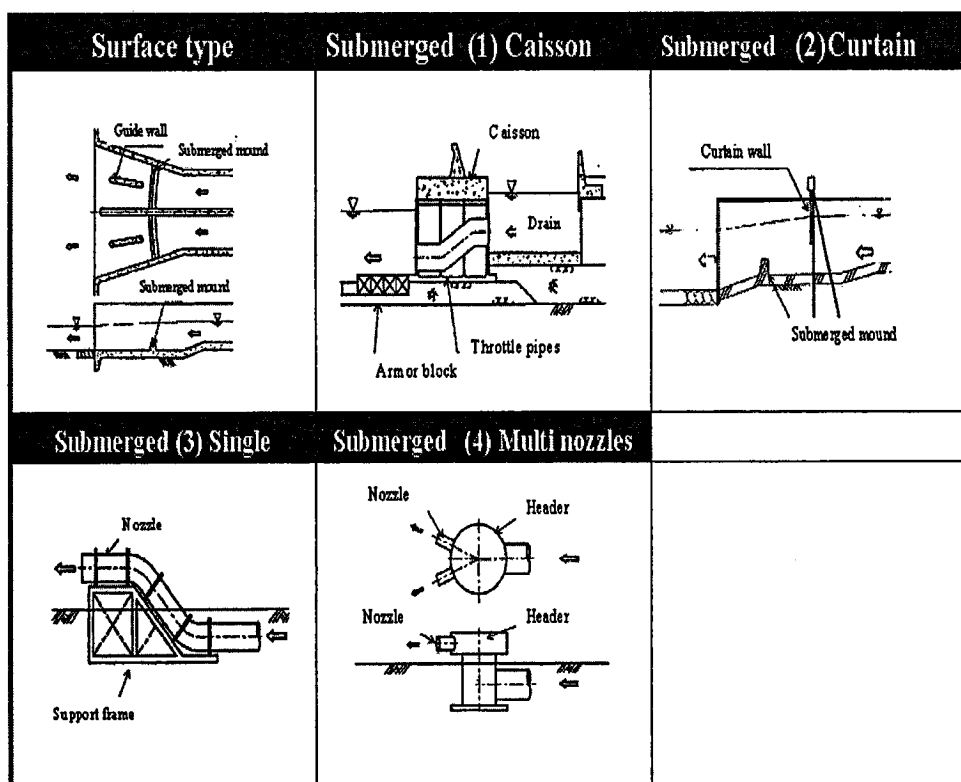 Surface type
Submerged (1) Caisson
Submerged (2)Curtain
Guide wall
Submerged mound
Submerged mound
Caisson
Drain
Throttle pipes
Armor block
Curtain wall
Submerged mound
Submerged (3) Single
Submerged (4) Multi nozzles
Nozzle
Support frame
Nozzle
Header
Nozzle
Header